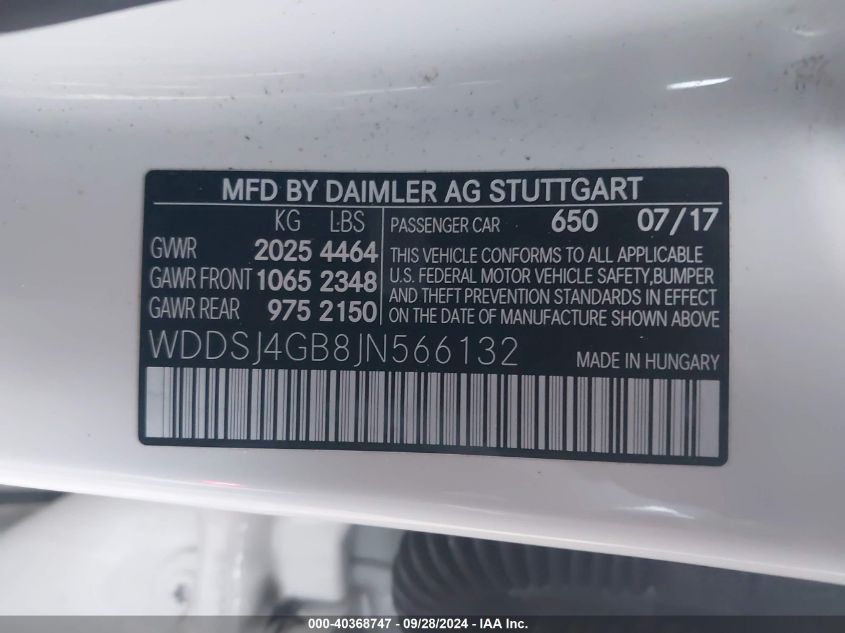 MFD BY DAIMLER AG STUTTGART
KG LBS
GVWR 2025 4464
GAWR FRONT 1065 2348
GAWR REAR 975 2150
PASSENGER CAR 650 07/17
THIS VEHICLE CONFORMS TO ALL APPLICABLE
U.S. FEDERAL MOTOR VEHICLE SAFETY,BUMPER
AND THEFT PREVENTION STANDARDS IN EFFECT
ON THE DATE OF MANUFACTURE SHOWN ABOVE.
WDDSJ4GB8JN566132
MADE IN HUNGARY
000-40368747 - 09/28/2024 - IAA Inc.